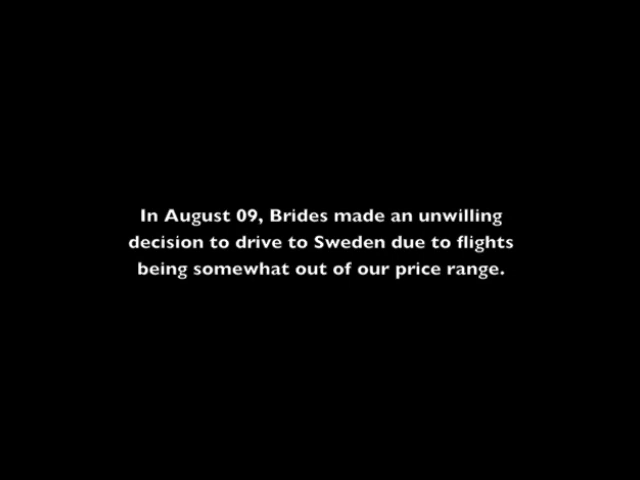 In August 09, Brides made an unwilling
decision to drive to Sweden due to flights
being somewhat out of our price range.